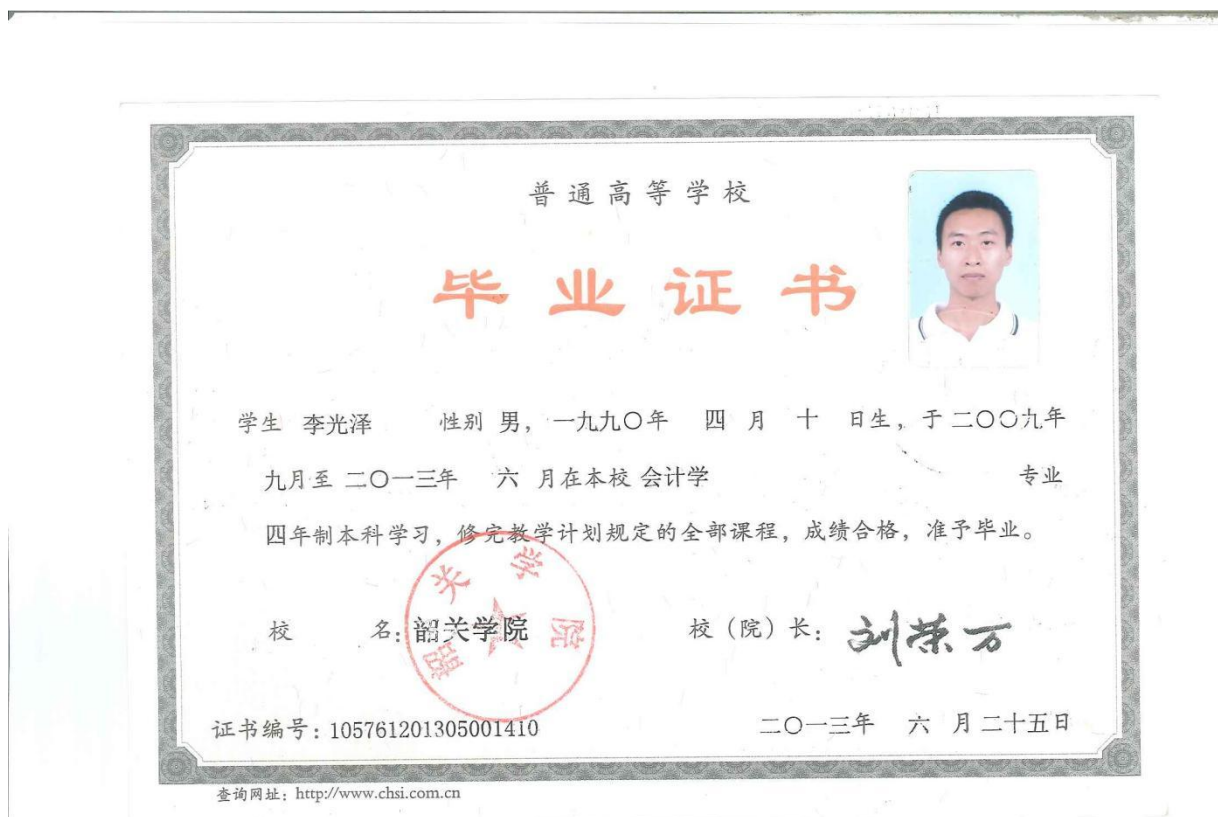 普通高等学校
毕业证书
学生 李光泽 性别 男，一九九〇年 四 月 十 日生，于 二〇〇九年
九月至 二〇一三年 六 月在本校 会计学 专业
四年制本科学习，修完教学计划规定的全部课程，成绩合格，准予毕业。
韶关学院
校 名：韶关学院 校（院）长：刘荣万
证书编号：105761201305001410 二〇一三年 六 月二十五日
查询网址：http://www.chsi.com.cn